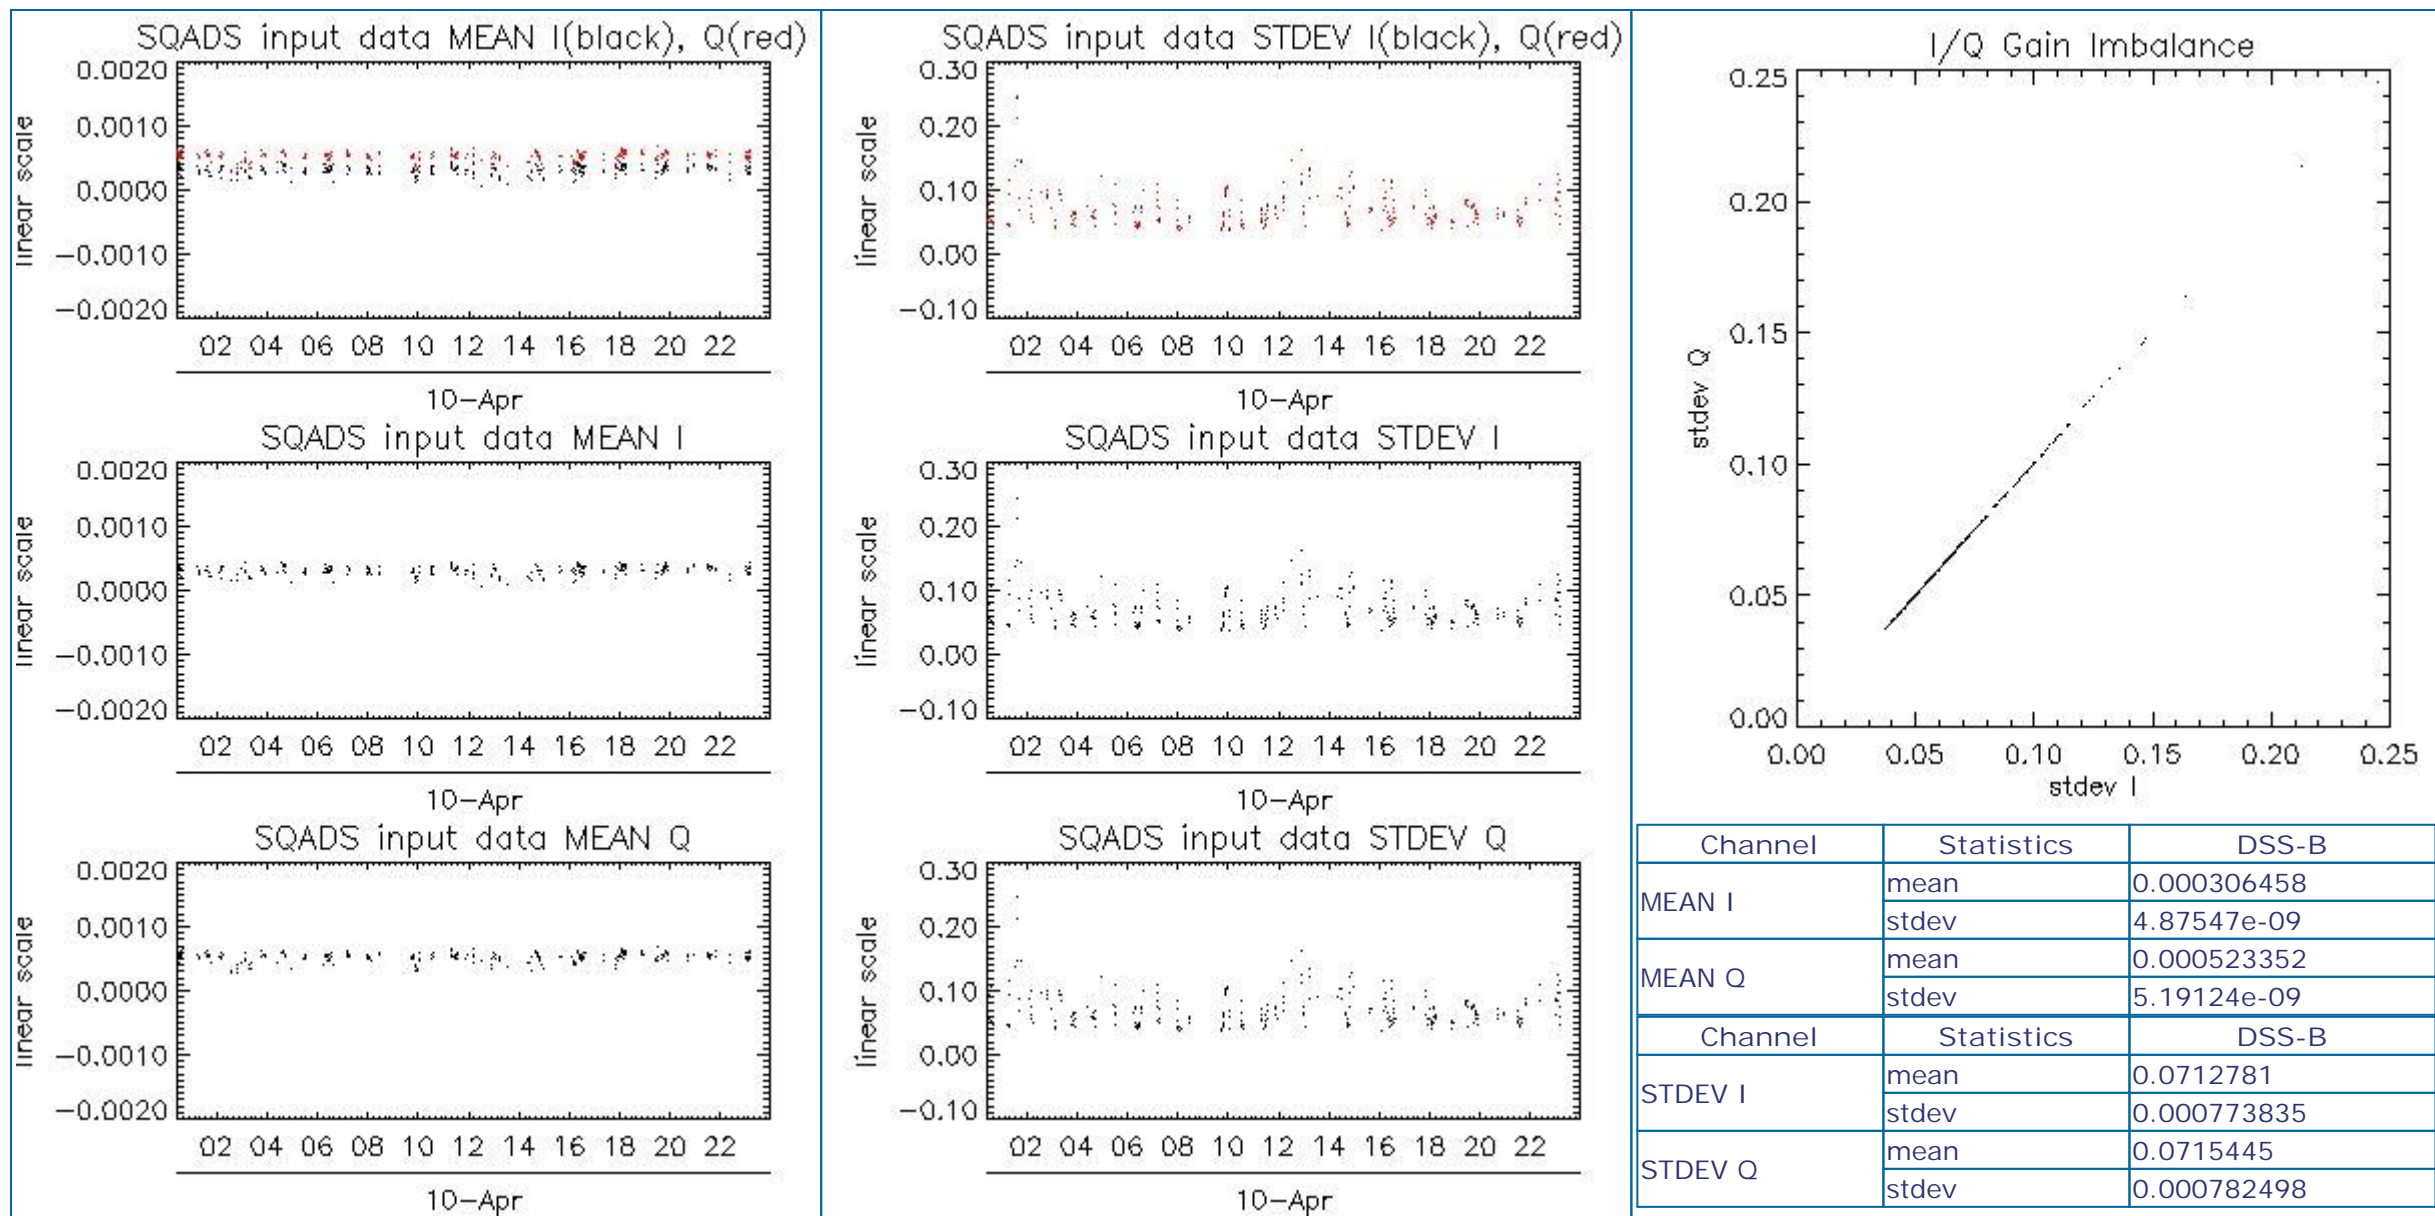 SQADS input data MEAN I(black), Q(red)
0.0020
0.0010
0.0000
−0.0010
−0.0020
linear scale
02 04 06 08 10 12 14 16 18 20 22
10−Apr
SQADS input data MEAN I
0.0020
0.0010
0.0000
−0.0010
−0.0020
linear scale
02 04 06 08 10 12 14 16 18 20 22
10−Apr
SQADS input data MEAN Q
0.0020
0.0010
0.0000
−0.0010
−0.0020
linear scale
02 04 06 08 10 12 14 16 18 20 22
10−Apr
SQADS input data STDEV I(black), Q(red)
0.30
0.20
0.10
0.00
−0.10
linear scale
02 04 06 08 10 12 14 16 18 20 22
10−Apr
SQADS input data STDEV I
0.30
0.20
0.10
0.00
−0.10
linear scale
02 04 06 08 10 12 14 16 18 20 22
10−Apr
SQADS input data STDEV Q
0.30
0.20
0.10
0.00
−0.10
linear scale
02 04 06 08 10 12 14 16 18 20 22
10−Apr
I/Q Gain Imbalance
0.25
0.20
0.15
0.10
0.05
0.00
stdev Q
0.00 0.05 0.10 0.15 0.20 0.25
stdev I
Channel Statistics DSS-B
MEAN I mean 0.000306458
stdev 4.87547e-09
MEAN Q mean 0.000523352
stdev 5.19124e-09
Channel Statistics DSS-B
STDEV I mean 0.0712781
stdev 0.000773835
STDEV Q mean 0.0715445
stdev 0.000782498